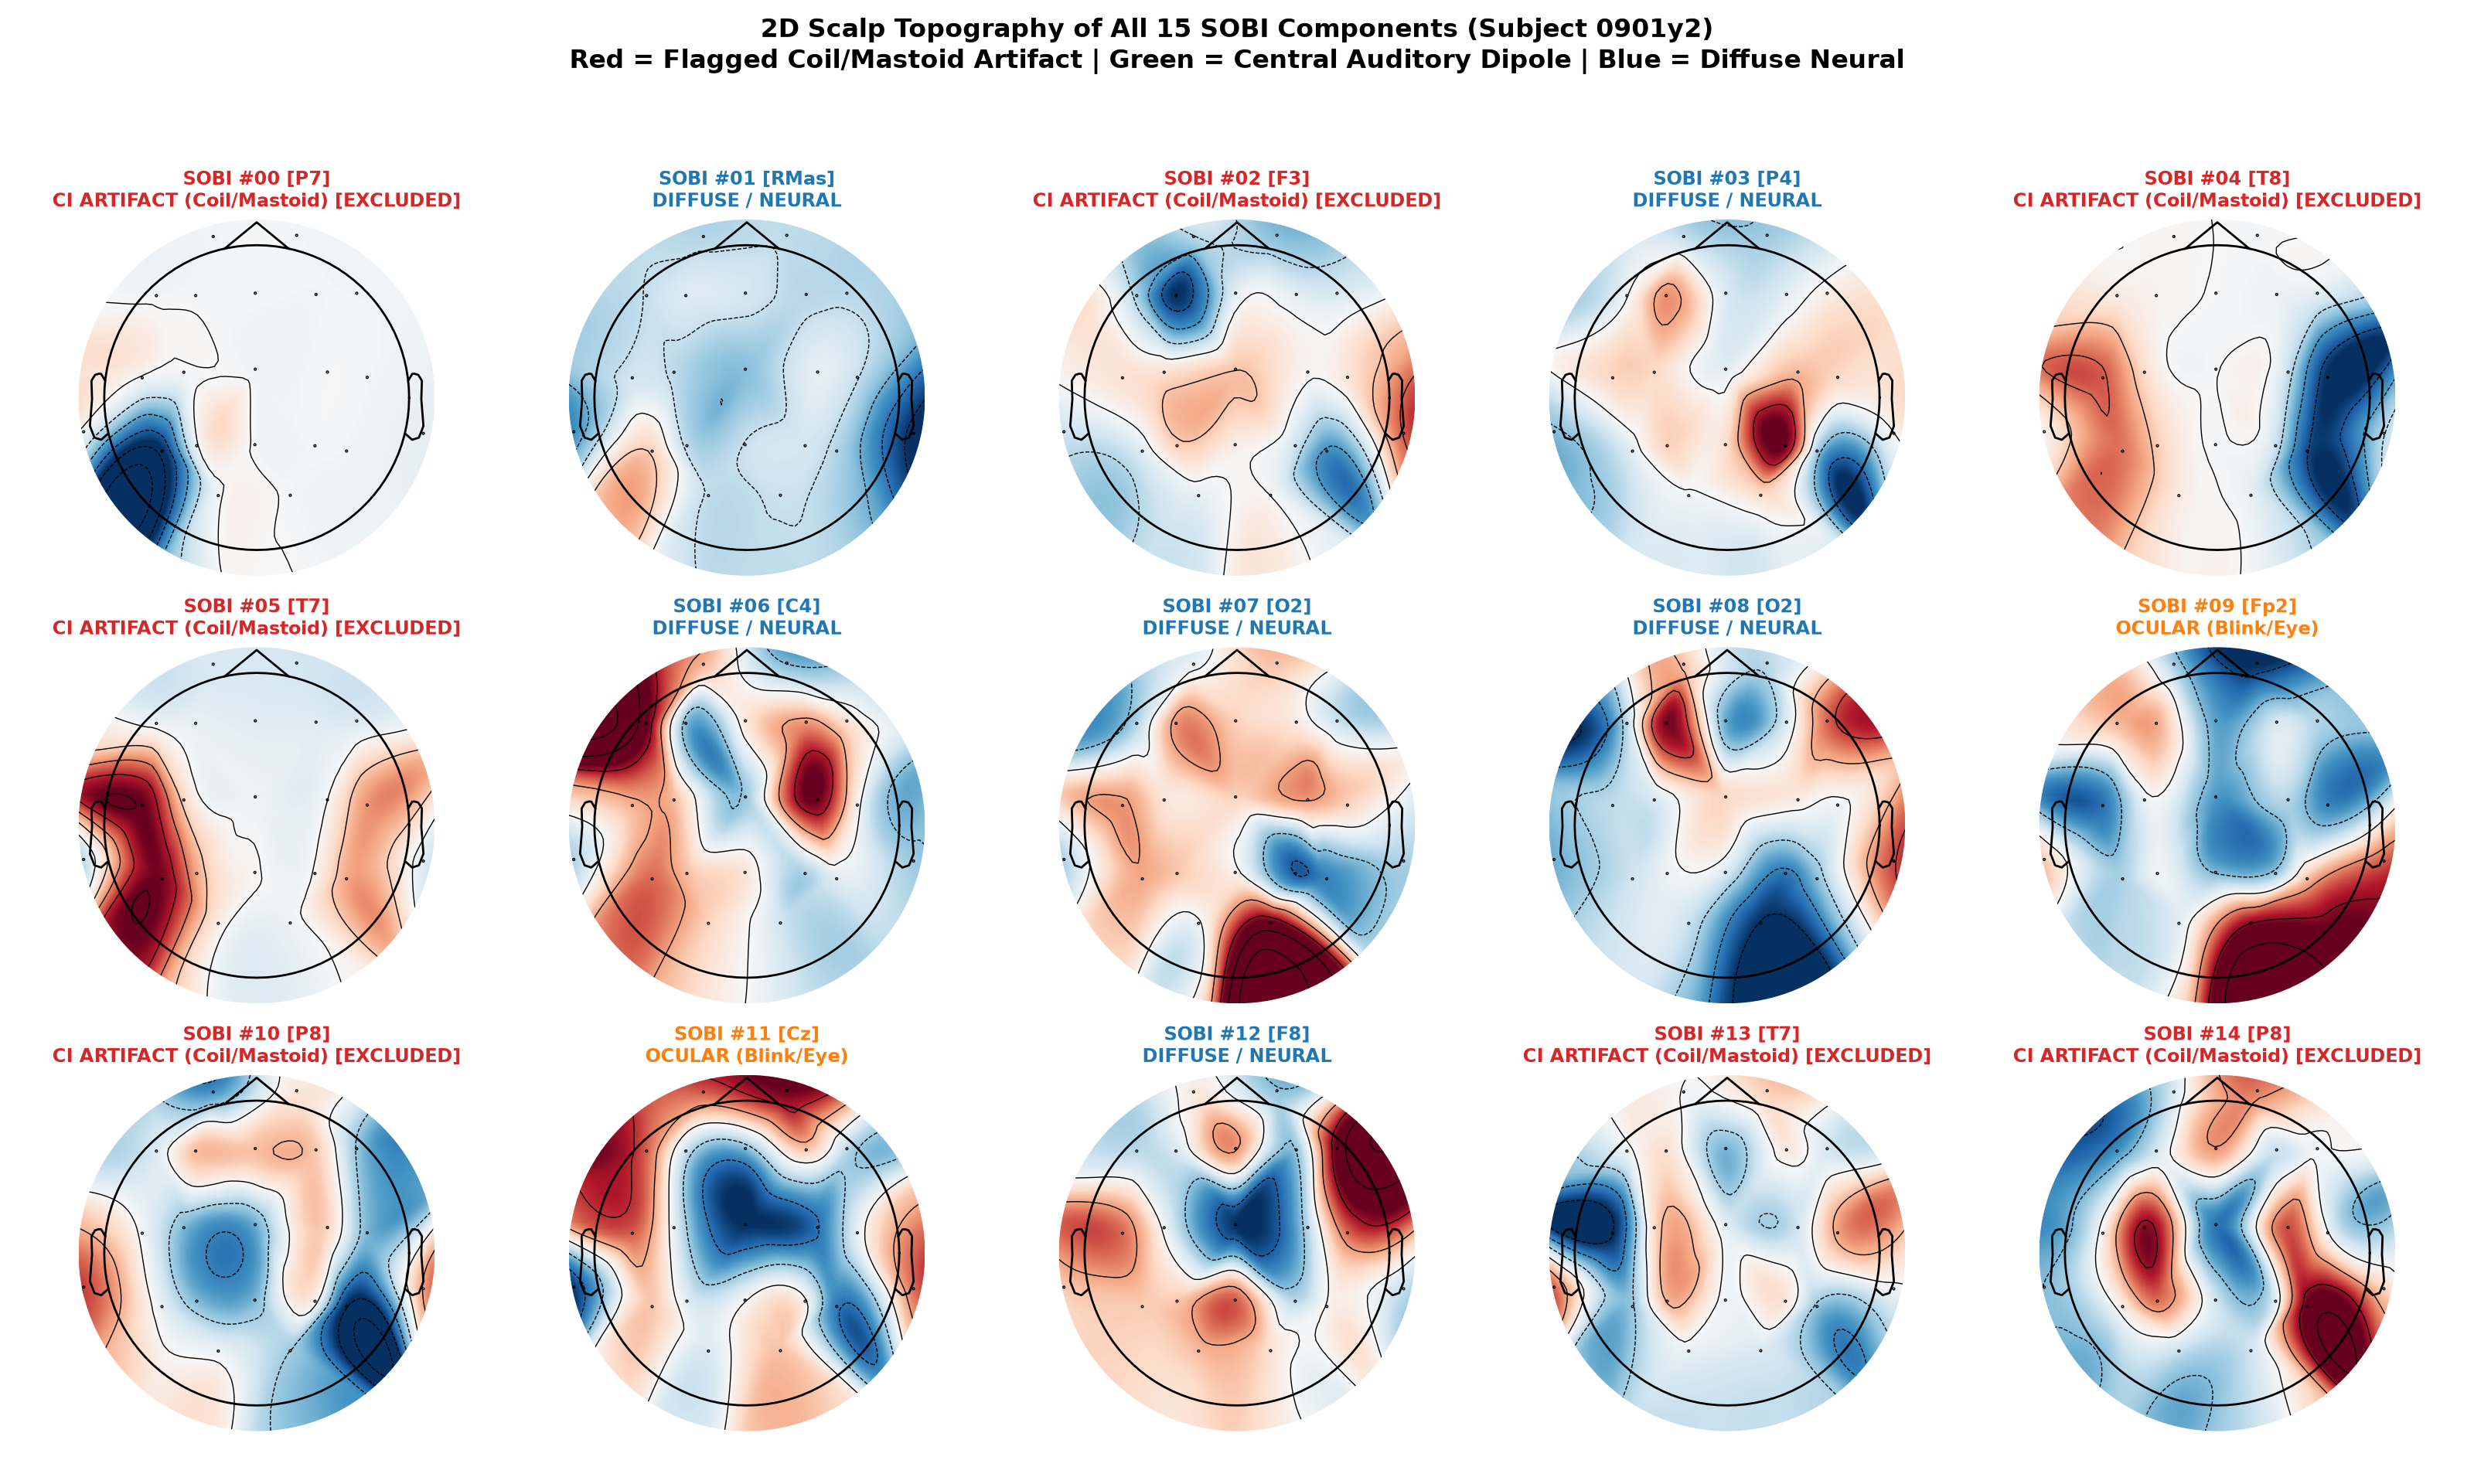 2D Scalp Topography of All 15 SOBI Components (Subject 0901y2)
Red = Flagged Coil/Mastoid Artifact | Green = Central Auditory Dipole | Blue = Diffuse Neural
SOBI #00 [P7]
CI ARTIFACT (Coil/Mastoid) [EXCLUDED]
SOBI #01 [RMas]
DIFFUSE / NEURAL
SOBI #02 [F3]
CI ARTIFACT (Coil/Mastoid) [EXCLUDED]
SOBI #03 [P4]
DIFFUSE / NEURAL
SOBI #04 [T8]
CI ARTIFACT (Coil/Mastoid) [EXCLUDED]
SOBI #05 [T7]
CI ARTIFACT (Coil/Mastoid) [EXCLUDED]
SOBI #06 [C4]
DIFFUSE / NEURAL
SOBI #07 [O2]
DIFFUSE / NEURAL
SOBI #08 [O2]
DIFFUSE / NEURAL
SOBI #09 [Fp2]
OCULAR (Blink/Eye)
SOBI #10 [P8]
CI ARTIFACT (Coil/Mastoid) [EXCLUDED]
SOBI #11 [Cz]
OCULAR (Blink/Eye)
SOBI #12 [F8]
DIFFUSE / NEURAL
SOBI #13 [T7]
CI ARTIFACT (Coil/Mastoid) [EXCLUDED]
SOBI #14 [P8]
CI ARTIFACT (Coil/Mastoid) [EXCLUDED]